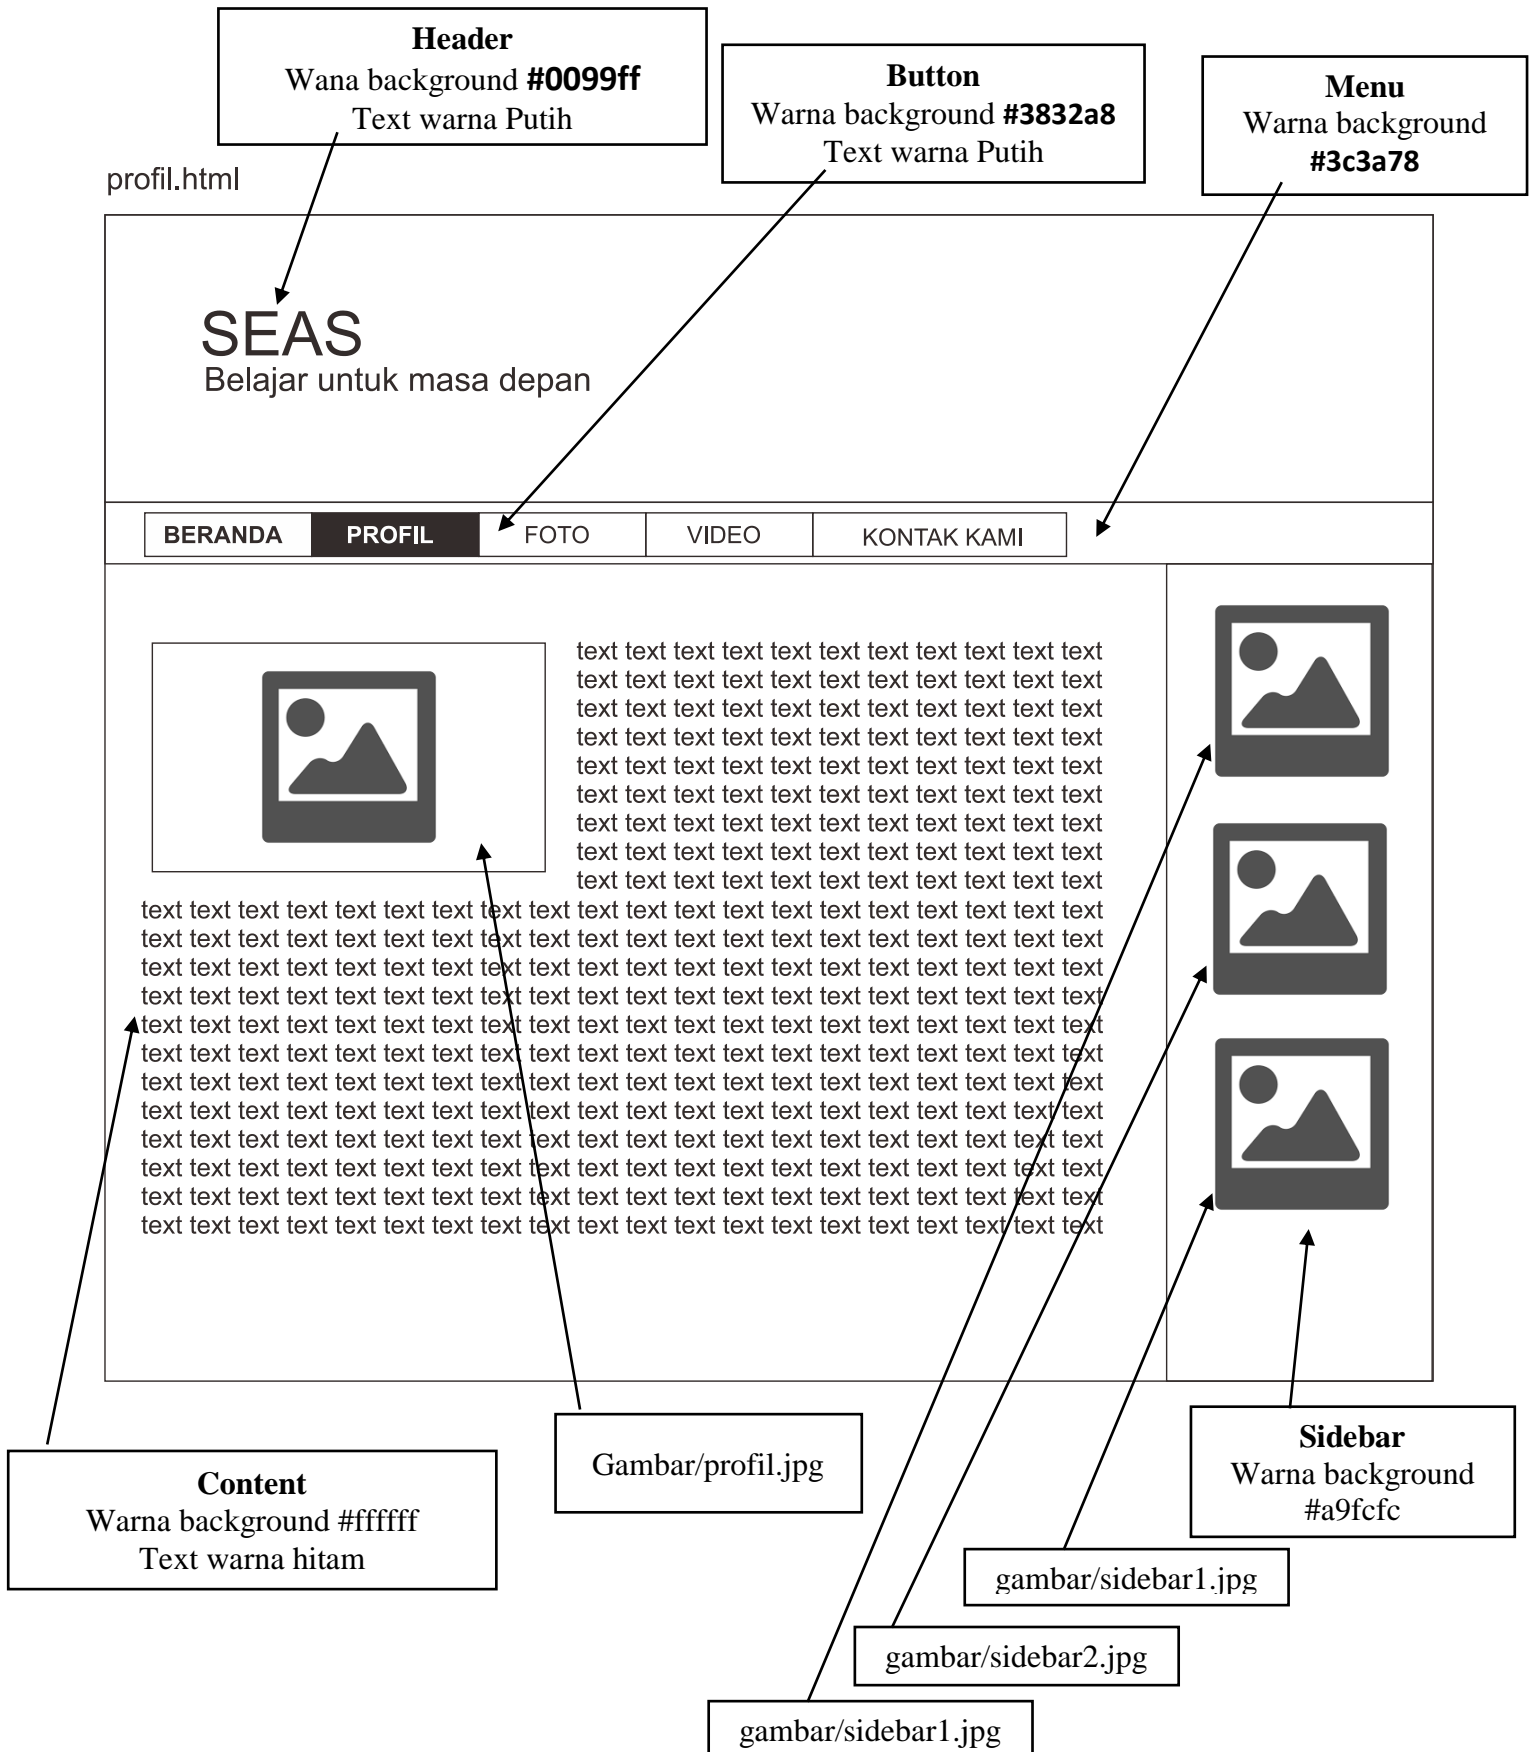 Header
Wana background #0099ff
Text warna Putih
Button
Warna background #3832a8
Text warna Putih
Menu
Warna background
#3c3a78
profil.html
SEAS
Belajar untuk masa depan
BERANDA
PROFIL
FOTO
VIDEO
KONTAK KAMI
text text text text text text text text text text text
text text text text text text text text text text text
text text text text text text text text text text text
text text text text text text text text text text text
text text text text text text text text text text text
text text text text text text text text text text text
text text text text text text text text text text text
text text text text text text text text text text text
text text text text text text text text text text text
text text text text text text text text text text text text text text text text text text text text
text text text text text text text text text text text text text text text text text text text text
text text text text text text text text text text text text text text text text text text text text
text text text text text text text text text text text text text text text text text text text text
text text text text text text text text text text text text text text text text text text text text
text text text text text text text text text text text text text text text text text text text text
text text text text text text text text text text text text text text text text text text text text
text text text text text text text text text text text text text text text text text text text text
text text text text text text text text text text text text text text text text text text text text
text text text text text text text text text text text text text text text text text text text text
text text text text text text text text text text text text text text text text text text text text
text text text text text text text text text text text text text text text text text text text text
Content
Warna background #ffffff
Text warna hitam
Gambar/profil.jpg
Sidebar
Warna background
#a9fcfc
gambar/sidebar1.jpg
gambar/sidebar2.jpg
gambar/sidebar1.jpg